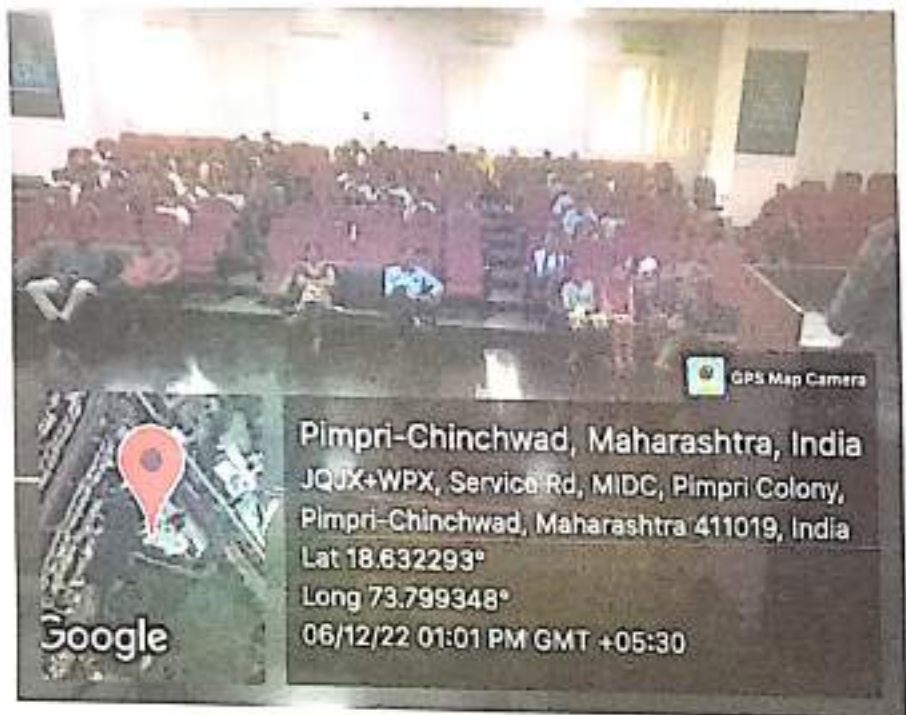 GPS Map Camera
Pimpri-Chinchwad, Maharashtra, India
JQJX+WPX, Service Rd, MIDC, Pimpri Colony,
Pimpri-Chinchwad, Maharashtra 411019, India
Lat 18.632293°
Long 73.799348°
06/12/22 01:01 PM GMT +05:30
Google